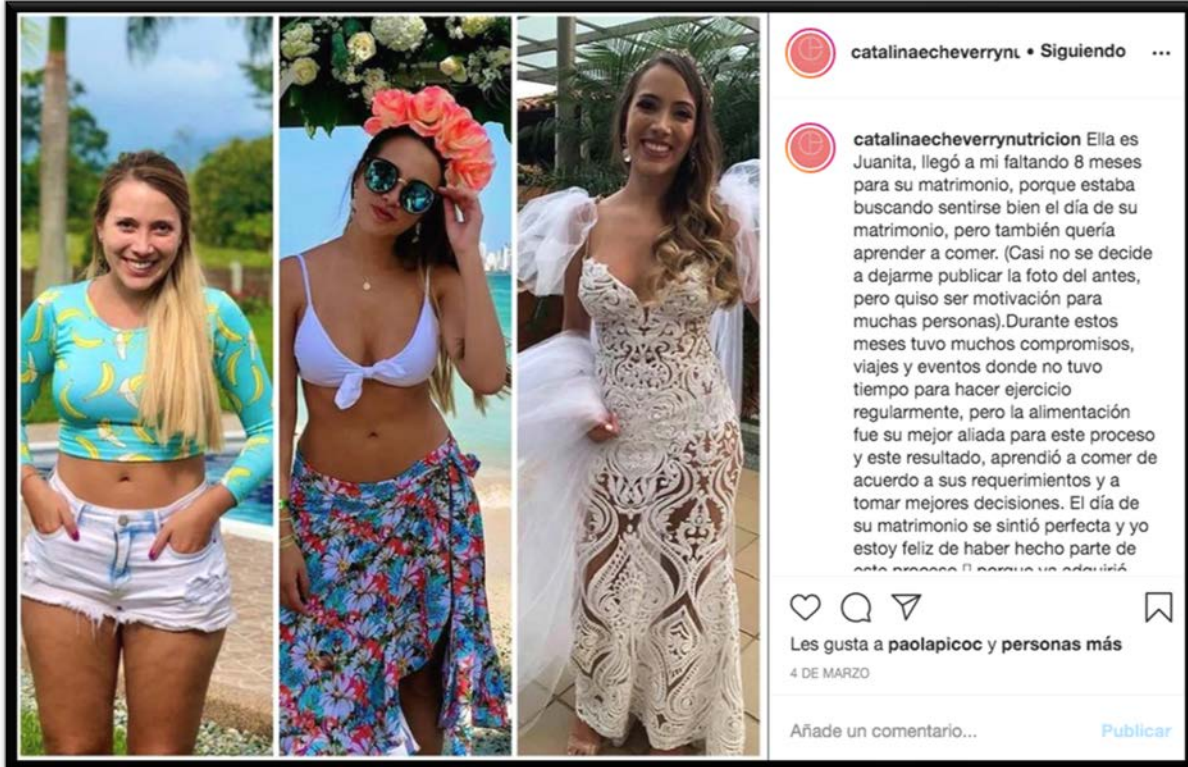 catalinaecheverrynu • Siguiendo ...
catalinaecheverrynutricion Ella es
Juanita, llegó a mi faltando 8 meses
para su matrimonio, porque estaba
buscando sentirse bien el día de su
matrimonio, pero también quería
aprender a comer. (Casi no se decide
a dejarme publicar la foto del antes,
pero quiso ser motivación para
muchas personas).Durante estos
meses tuvo muchos compromisos,
viajes y eventos donde no tuvo
tiempo para hacer ejercicio
regularmente, pero la alimentación
fue su mejor aliada para este proceso
y este resultado, aprendió a comer de
acuerdo a sus requerimientos y a
tomar mejores decisiones. El día de
su matrimonio se sintió perfecta y yo
estoy feliz de haber hecho parte de
este proceso porque ya adquirió
Les gusta a paolapicoc y personas más
4 DE MARZO
Añade un comentario... Publicar